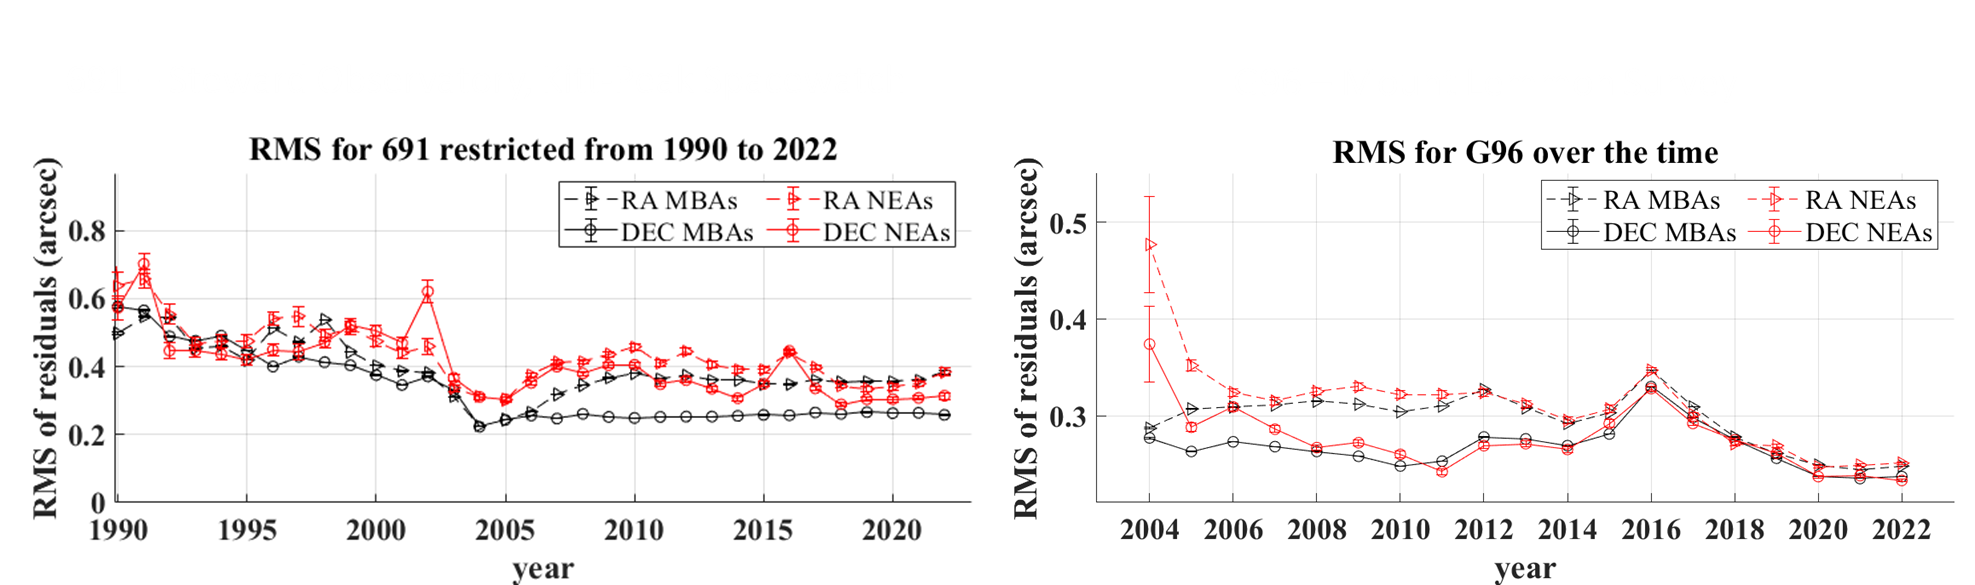 RMS for 691 restricted from 1990 to 2022
RMS of residuals (arcsec)
0.8
0.6
0.4
0.2
0
RA MBAs
RA NEAs
DEC MBAs
DEC NEAs
1990 1995 2000 2005 2010 2015 2020
year
RMS for G96 over the time
RMS of residuals (arcsec)
0.5
0.4
0.3
RA MBAs
RA NEAs
DEC MBAs
DEC NEAs
2004 2006 2008 2010 2012 2014 2016 2018 2020 2022
year